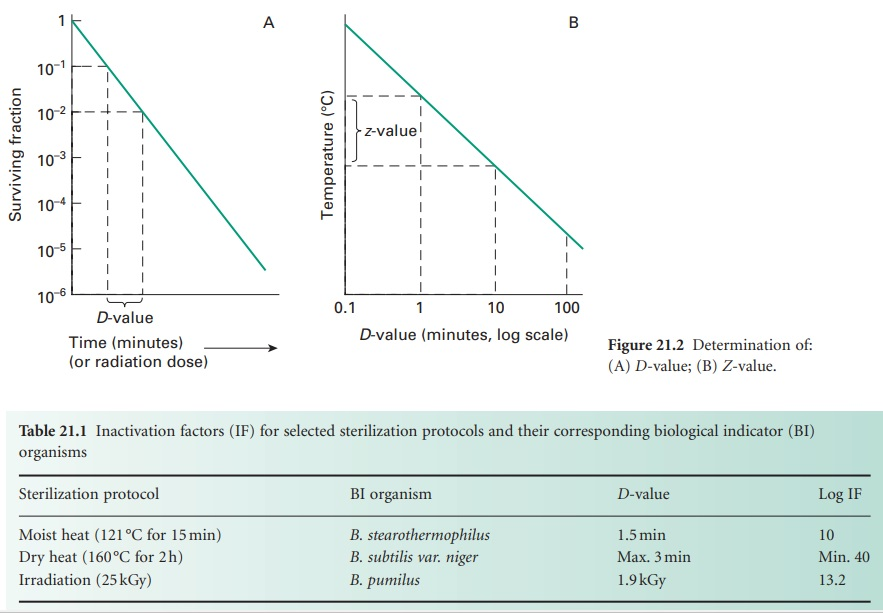 A
1
10⁻¹
10⁻²
10⁻³
10⁻⁴
10⁻⁵
10⁻⁶
Surviving fraction
D-value
Time (minutes)
(or radiation dose)
B
Temperature (°C)
z-value
0.1 1 10 100
D-value (minutes, log scale)
Figure 21.2 Determination of:
(A) D-value; (B) Z-value.
Table 21.1 Inactivation factors (IF) for selected sterilization protocols and their corresponding biological indicator (BI)
organisms
Sterilization protocol BI organism D-value Log IF
Moist heat (121 °C for 15 min) B. stearothermophilus 1.5 min 10
Dry heat (160 °C for 2 h) B. subtilis var. niger Max. 3 min Min. 40
Irradiation (25 kGy) B. pumilus 1.9 kGy 13.2